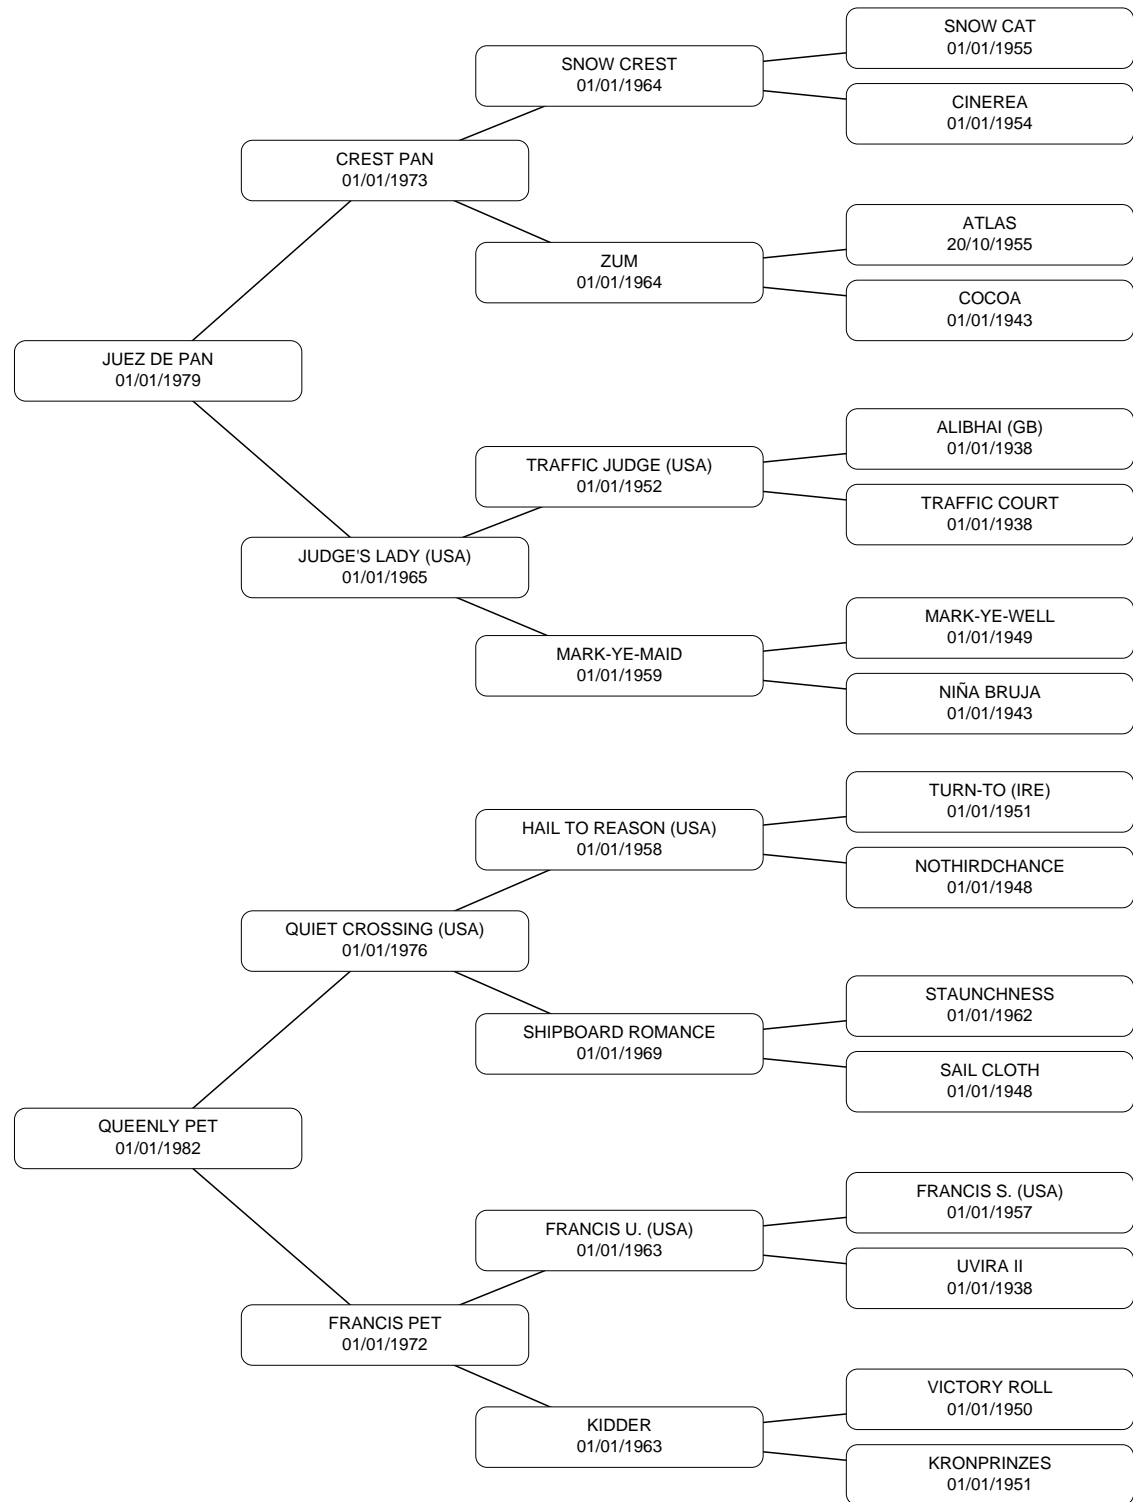 SNOW CAT
01/01/1955
SNOW CREST
01/01/1964
CINEREA
01/01/1954
CREST PAN
01/01/1973
ATLAS
20/10/1955
ZUM
01/01/1964
COCOA
01/01/1943
JUEZ DE PAN
01/01/1979
ALIBHAI (GB)
01/01/1938
TRAFFIC JUDGE (USA)
01/01/1952
TRAFFIC COURT
01/01/1938
JUDGE'S LADY (USA)
01/01/1965
MARK-YE-WELL
01/01/1949
MARK-YE-MAID
01/01/1959
NIÑA BRUJA
01/01/1943
TURN-TO (IRE)
01/01/1951
HAIL TO REASON (USA)
01/01/1958
NOTHIRDCHANCE
01/01/1948
QUIET CROSSING (USA)
01/01/1976
STAUNCHNESS
01/01/1962
SHIPBOARD ROMANCE
01/01/1969
SAIL CLOTH
01/01/1948
QUEENLY PET
01/01/1982
FRANCIS S. (USA)
01/01/1957
FRANCIS U. (USA)
01/01/1963
UVIRA II
01/01/1938
FRANCIS PET
01/01/1972
VICTORY ROLL
01/01/1950
KIDDER
01/01/1963
KRONPRINZES
01/01/1951